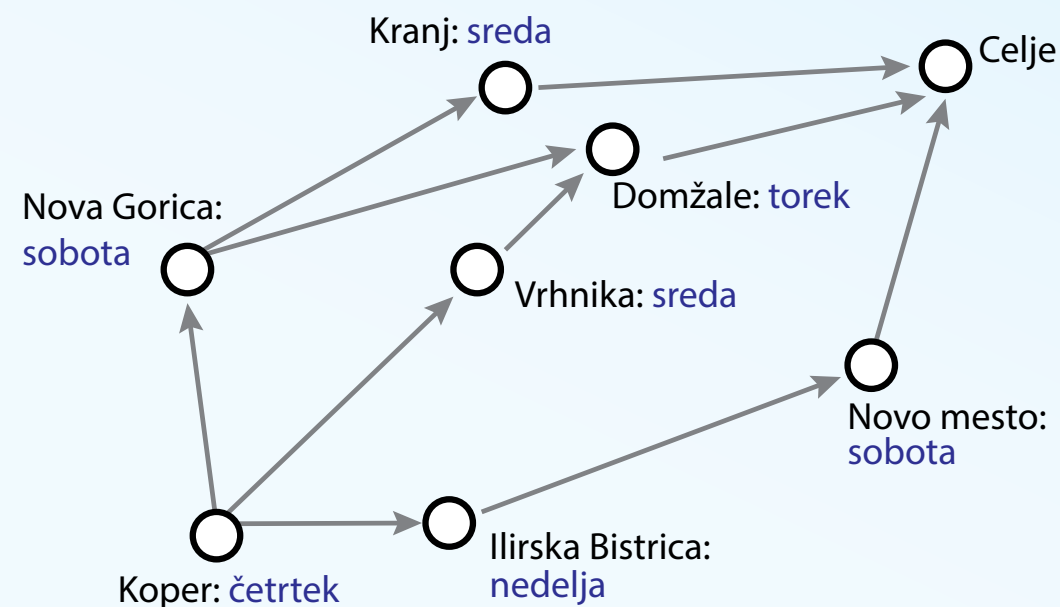 Kranj: sreda
Celje
Domžale: torek
Nova Gorica:
sobota
Vrhnika: sreda
Novo mesto:
sobota
Ilirska Bistrica:
nedelja
Koper: četrtek